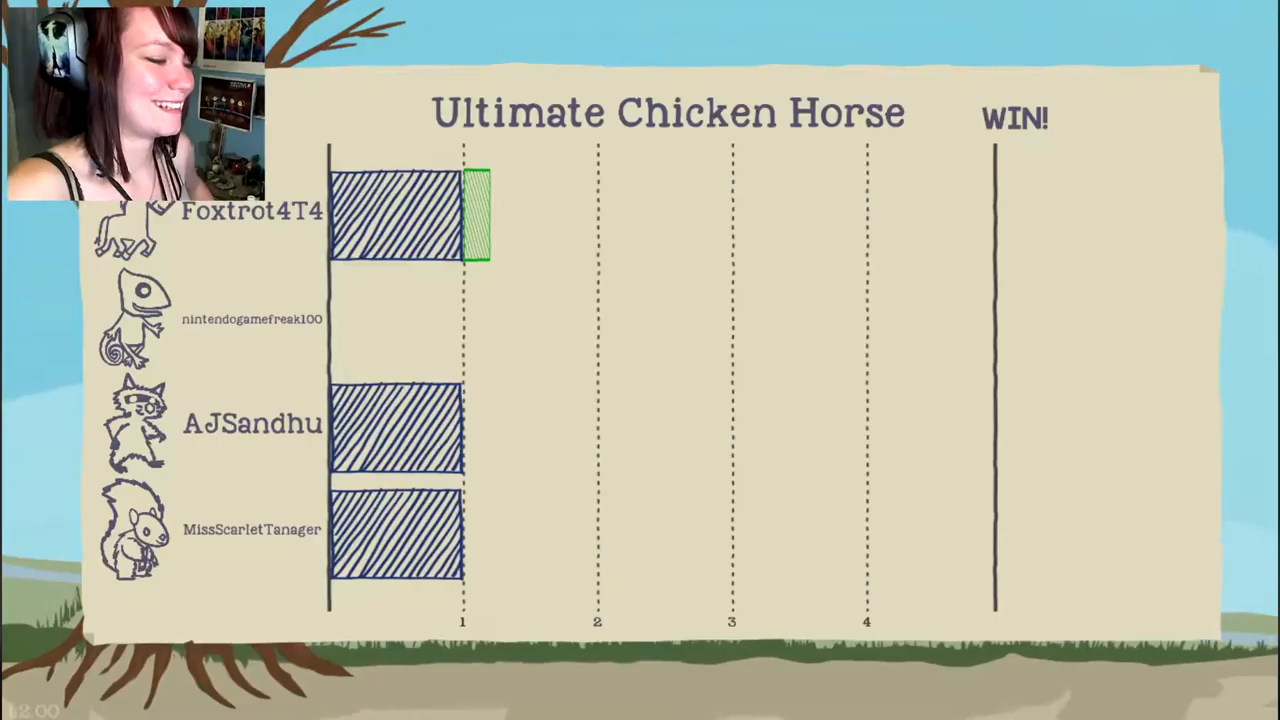 Ultimate Chicken Horse
WIN!
Foxtrot4T4
nintendogamefreak100
AJSandhu
MissScarletTanager
1 2 3 4